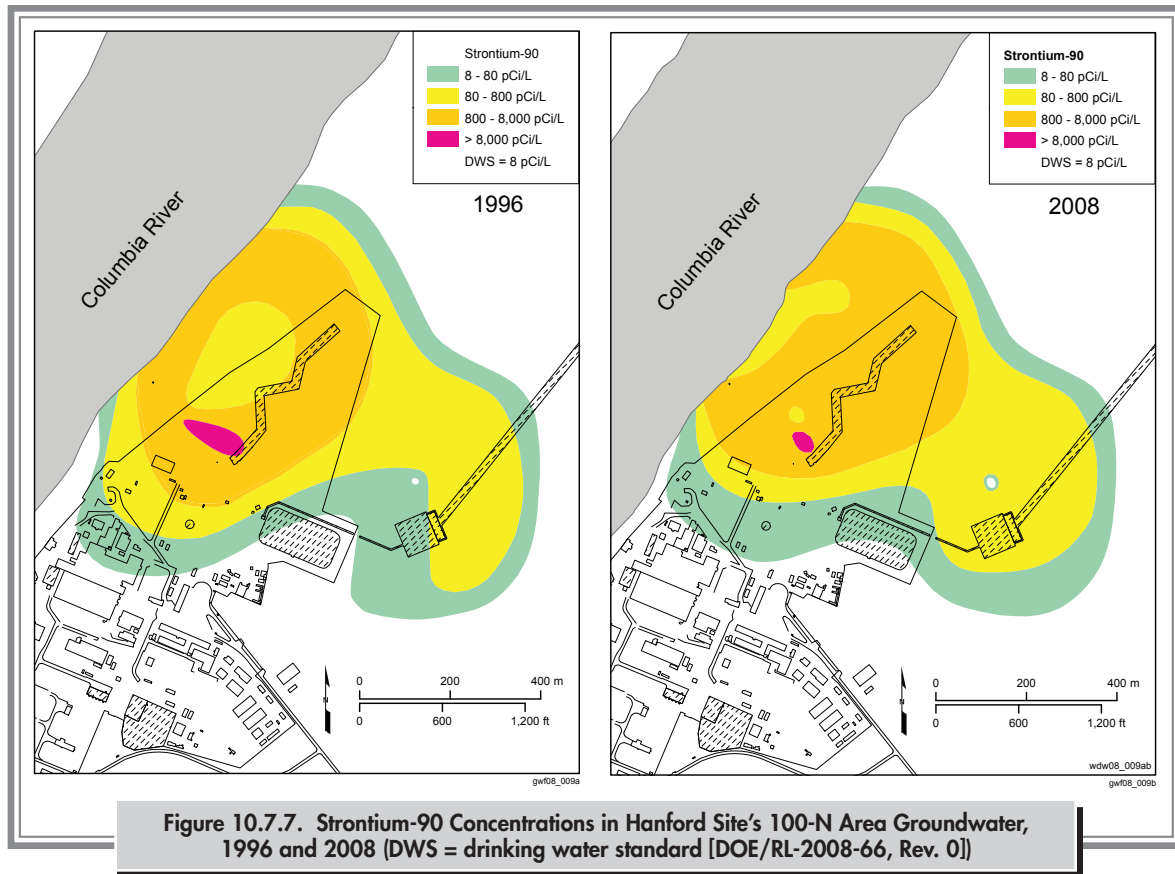 Strontium-90
8 - 80 pCi/L
80 - 800 pCi/L
800 - 8,000 pCi/L
> 8,000 pCi/L
DWS = 8 pCi/L
1996
Columbia River
N
0 200 400 m
0 600 1,200 ft
gwf08_009a
Strontium-90
8 - 80 pCi/L
80 - 800 pCi/L
800 - 8,000 pCi/L
> 8,000 pCi/L
DWS = 8 pCi/L
2008
Columbia River
N
0 200 400 m
0 600 1,200 ft
wdw08_009ab
gwf08_009b
Figure 10.7.7. Strontium-90 Concentrations in Hanford Site's 100-N Area Groundwater,
1996 and 2008 (DWS = drinking water standard [DOE/RL-2008-66, Rev. 0])